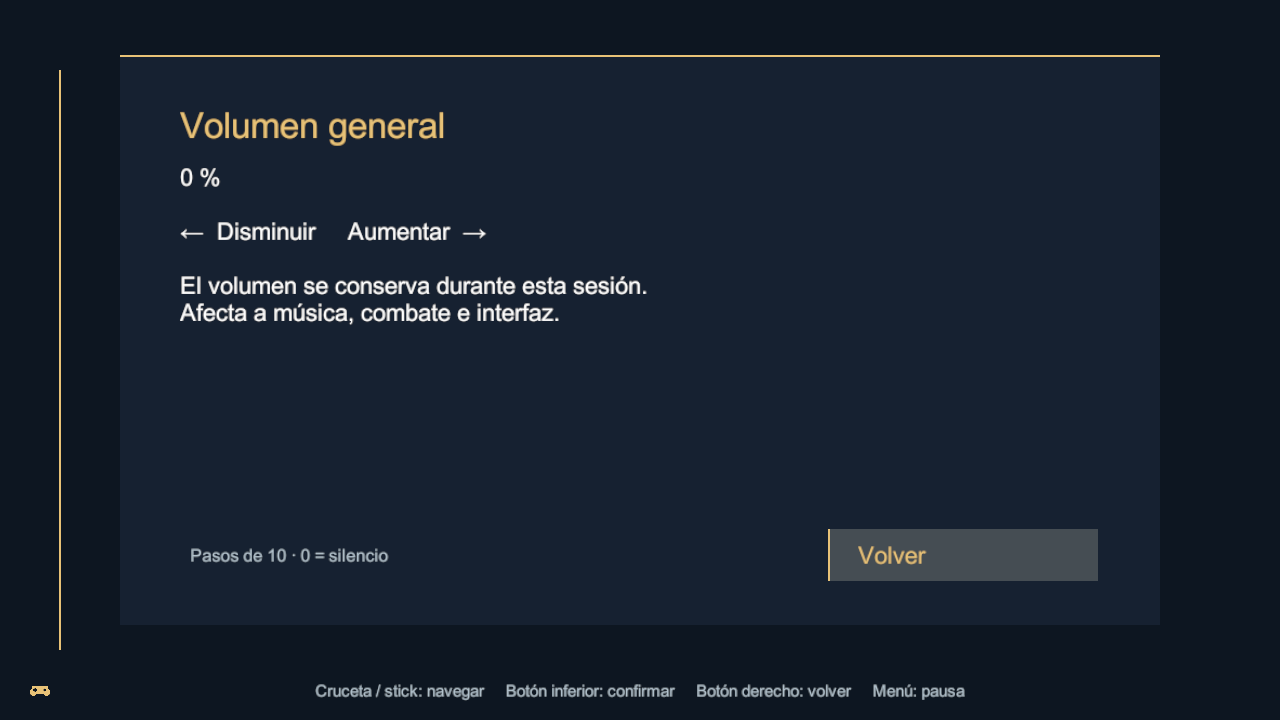 Volumen general
0 %
← Disminuir Aumentar →
El volumen se conserva durante esta sesión.
Afecta a música, combate e interfaz.
Pasos de 10 · 0 = silencio
Volver
Cruceta / stick: navegar Botón inferior: confirmar Botón derecho: volver Menú: pausa